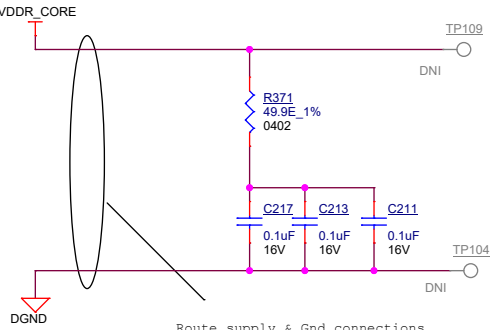 VDDR_CORE
TP109
DNI
R371
49.9E_1%
0402
C217
C213
C211
0.1uF
0.1uF
0.1uF
16V
16V
16V
TP104
DNI
DGND
Route supply & Gnd connections